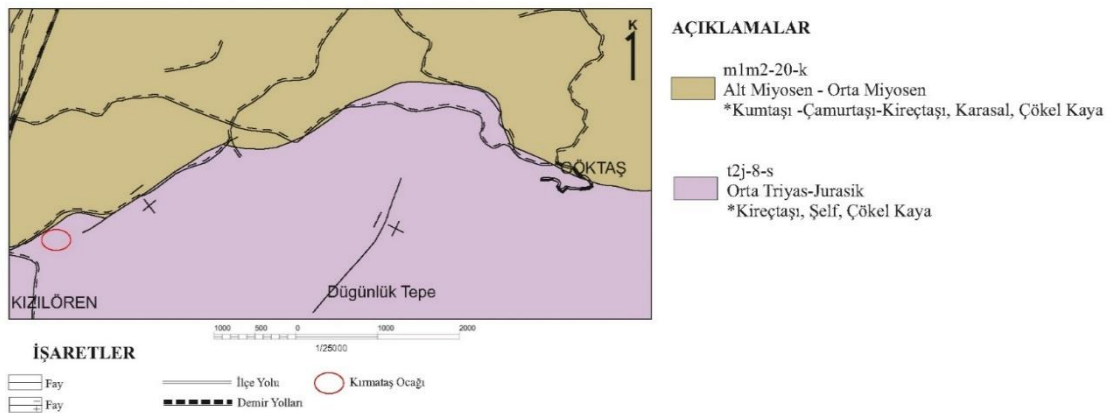 K
GÖKTAŞ
Dügünlük Tepe
KIZILÖREN
1000 500 0 1000 2000
1/25000
AÇIKLAMALAR
m1m2-20-k
Alt Miyosen - Orta Miyosen
*Kumtaşı -Çamurtaşı-Kireçtaşı, Karasal, Çökel Kaya
t2j-8-s
Orta Triyas-Jurasik
*Kireçtaşı, Şelf, Çökel Kaya
İŞARETLER
Fay
İlçe Yolu
Kırmataş Ocağı
Fay
Demir Yolları